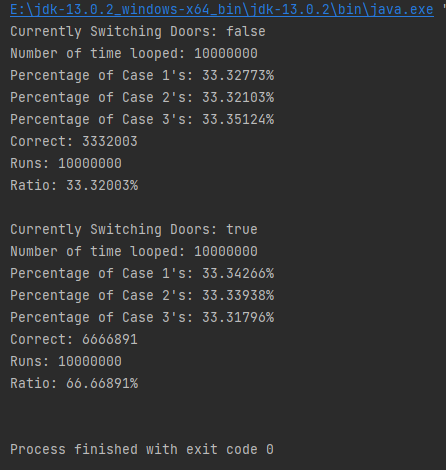 E:\jdk-13.0.2_windows-x64_bin\jdk-13.0.2\bin\java.exe "
Currently Switching Doors: false
Number of time looped: 10000000
Percentage of Case 1's: 33.32773%
Percentage of Case 2's: 33.32103%
Percentage of Case 3's: 33.35124%
Correct: 3332003
Runs: 10000000
Ratio: 33.32003%
Currently Switching Doors: true
Number of time looped: 10000000
Percentage of Case 1's: 33.34266%
Percentage of Case 2's: 33.33938%
Percentage of Case 3's: 33.31796%
Correct: 6666891
Runs: 10000000
Ratio: 66.66891%
Process finished with exit code 0